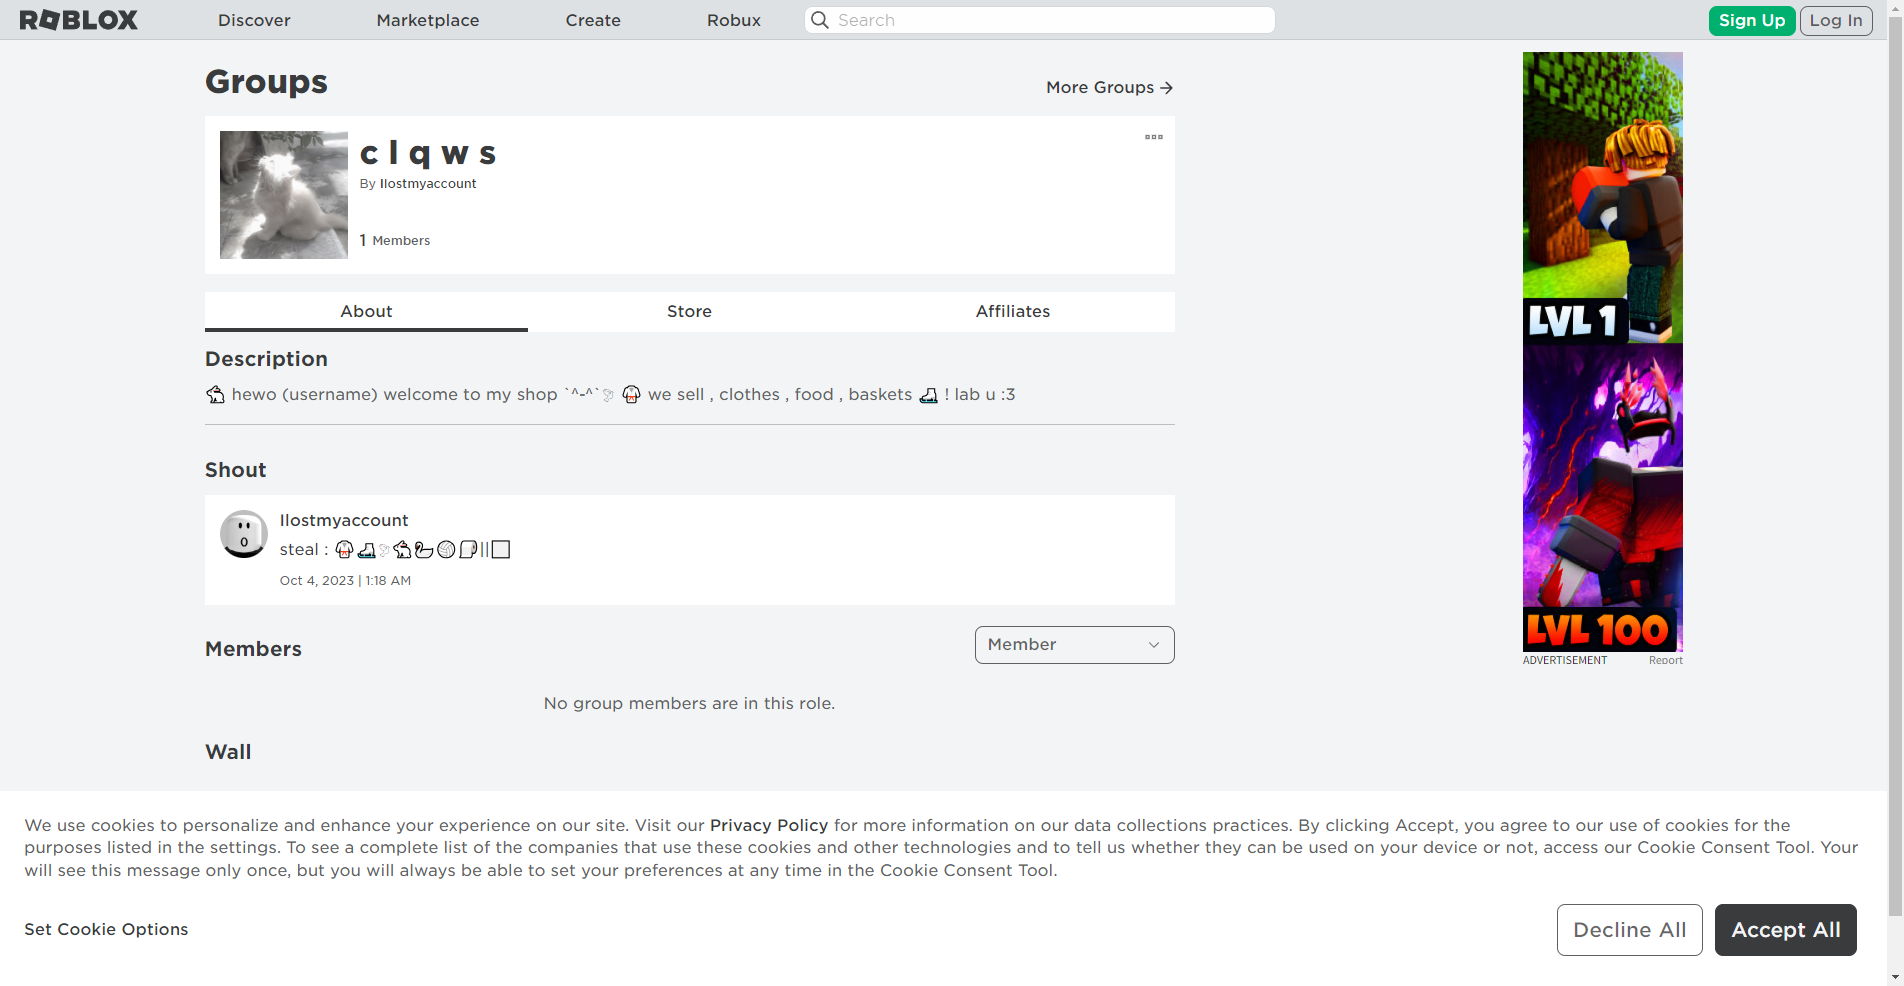 ROBLOX
Discover
Marketplace
Create
Robux
Search
Sign Up
Log In
Groups
More Groups →
c l q w s
By Ilostmyaccount
1 Members
About
Store
Affiliates
Description
🐇 hewo (username) welcome to my shop `^-^`🕊 🥋 we sell , clothes , food , baskets ⛸ ! lab u :3
Shout
Ilostmyaccount
steal : 🥋⛸🕊🐇🦢🏐🧻||⬜
Oct 4, 2023 | 1:18 AM
Members
Member
No group members are in this role.
Wall
LVL 1
LVL 100
ADVERTISEMENT
Report
We use cookies to personalize and enhance your experience on our site. Visit our Privacy Policy for more information on our data collections practices. By clicking Accept, you agree to our use of cookies for the
purposes listed in the settings. To see a complete list of the companies that use these cookies and other technologies and to tell us whether they can be used on your device or not, access our Cookie Consent Tool. Your
will see this message only once, but you will always be able to set your preferences at any time in the Cookie Consent Tool.
Set Cookie Options
Decline All
Accept All